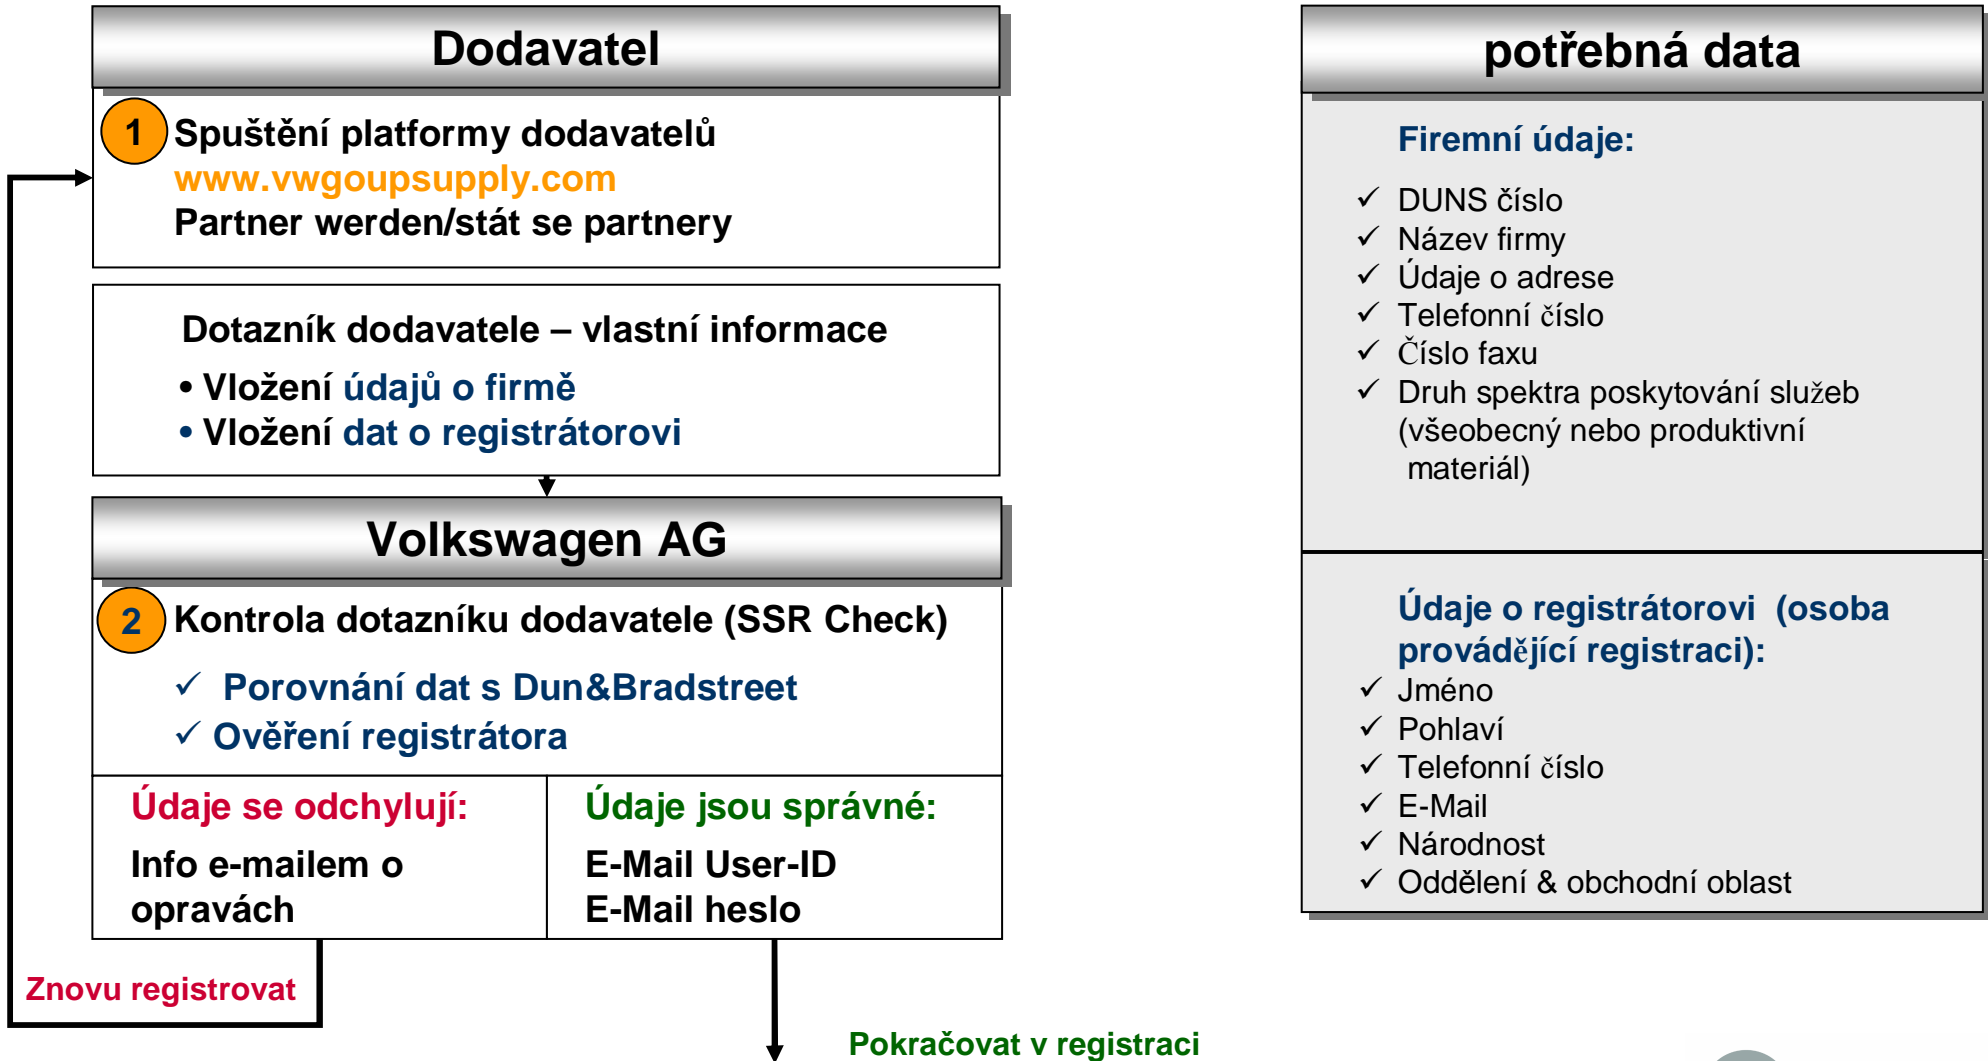 Dodavatel
1
Spuštění platformy dodavatelů
www.vwgoupsupply.com
Partner werden/stát se partnery
Dotazník dodavatele – vlastní informace
• Vložení údajů o firmě
• Vložení dat o registrátorovi
Volkswagen AG
2
Kontrola dotazníku dodavatele (SSR Check)
✓ Porovnání dat s Dun&Bradstreet
✓ Ověření registrátora
Údaje se odchylují:
Info e-mailem o
opravách
Údaje jsou správné:
E-Mail User-ID
E-Mail heslo
Znovu registrovat
Pokračovat v registraci
potřebná data
Firemní údaje:
✓ DUNS číslo
✓ Název firmy
✓ Údaje o adrese
✓ Telefonní číslo
✓ Číslo faxu
✓ Druh spektra poskytování služeb
(všeobecný nebo produktivní
materiál)
Údaje o registrátorovi (osoba
provádějící registraci):
✓ Jméno
✓ Pohlaví
✓ Telefonní číslo
✓ E-Mail
✓ Národnost
✓ Oddělení & obchodní oblast